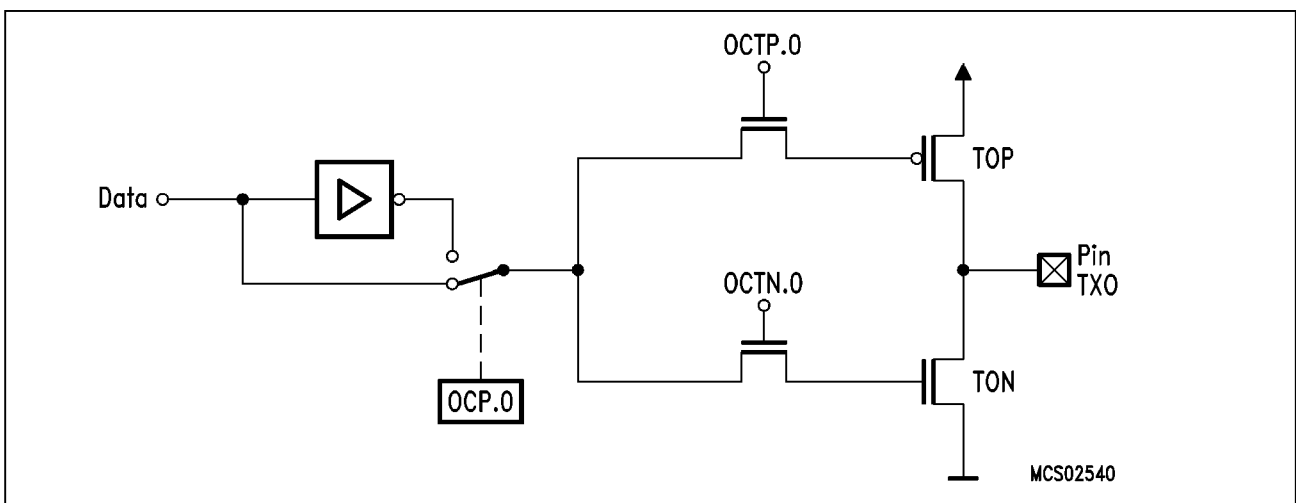 OCTP.0
TOP
Data
Pin
TXO
OCTN.0
TON
OCP.0
MCS02540